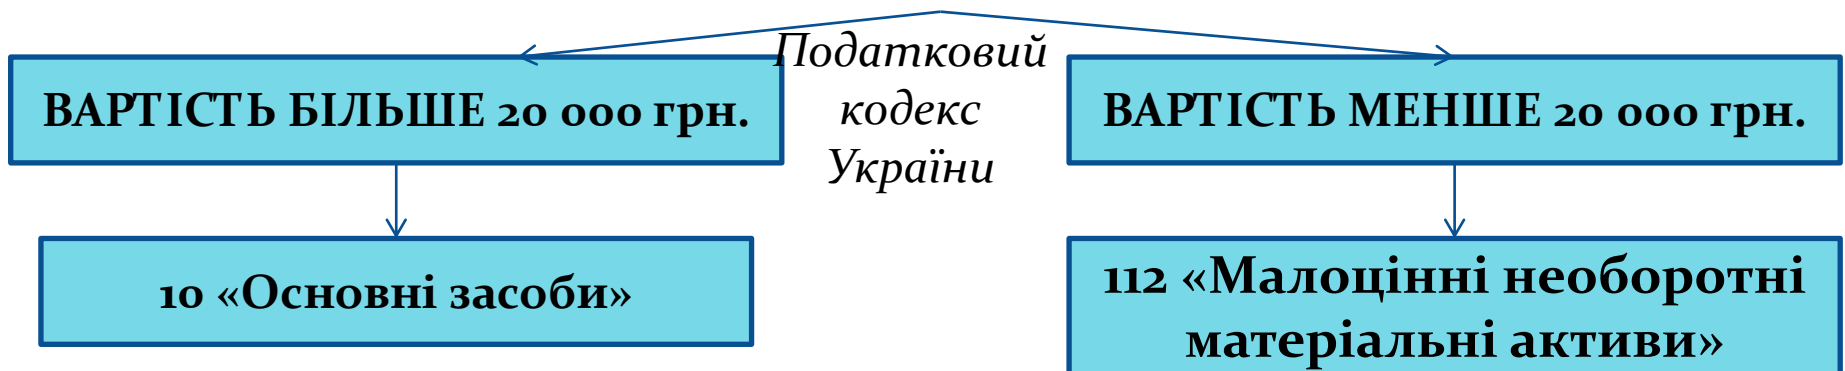 ВАРТІСТЬ БІЛЬШЕ 20 000 грн.
Податковий
кодекс
України
ВАРТІСТЬ МЕНШЕ 20 000 грн.
10 «Основні засоби»
112 «Малоцінні необоротні
матеріальні активи»